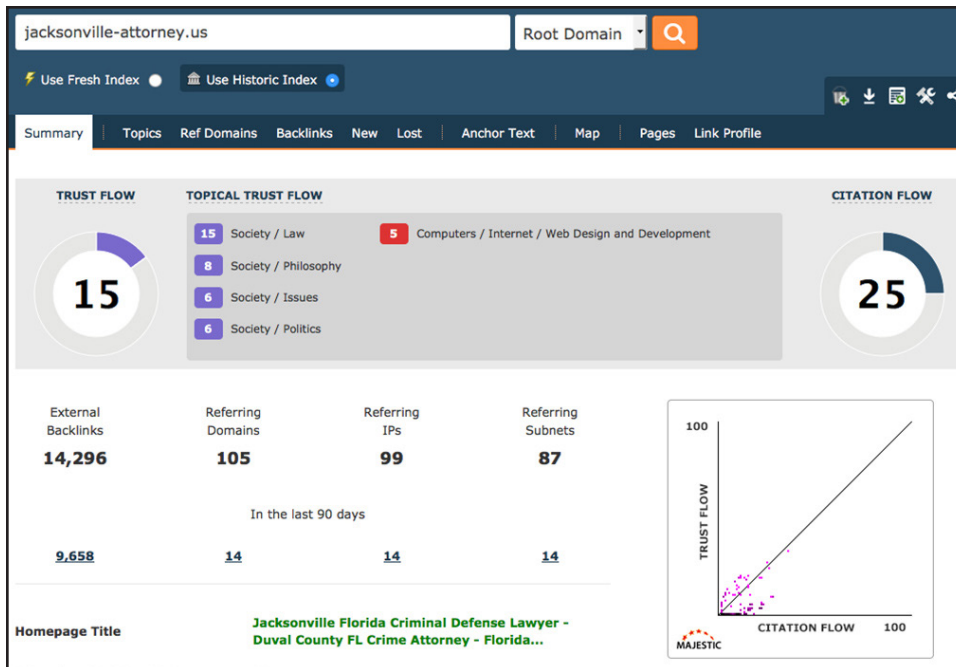 jacksonville-attorney.us Root Domain
Use Fresh Index Use Historic Index
Summary Topics Ref Domains Backlinks New Lost Anchor Text Map Pages Link Profile
TRUST FLOW TOPICAL TRUST FLOW CITATION FLOW
15 Society / Law 5 Computers / Internet / Web Design and Development
8 Society / Philosophy
15 25
6 Society / Issues
6 Society / Politics
External Referring Referring Referring
Backlinks Domains IPs Subnets
14,296 105 99 87
In the last 90 days
9,658 14 14 14
Homepage Title
Jacksonville Florida Criminal Defense Lawyer -
Duval County FL Crime Attorney - Florida...
100
TRUST FLOW
CITATION FLOW 100
MAJESTIC